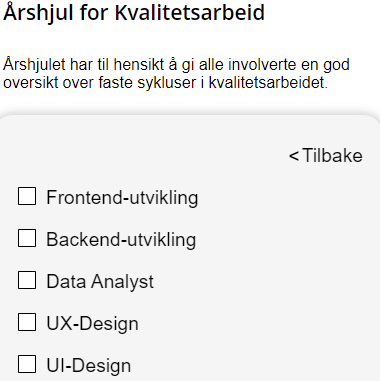 Årshjul for Kvalitetsarbeid
Årshjulet har til hensikt å gi alle involverte en god
oversikt over faste sykluser i kvalitetsarbeidet.
< Tilbake
Frontend-utvikling
Backend-utvikling
Data Analyst
UX-Design
UI-Design